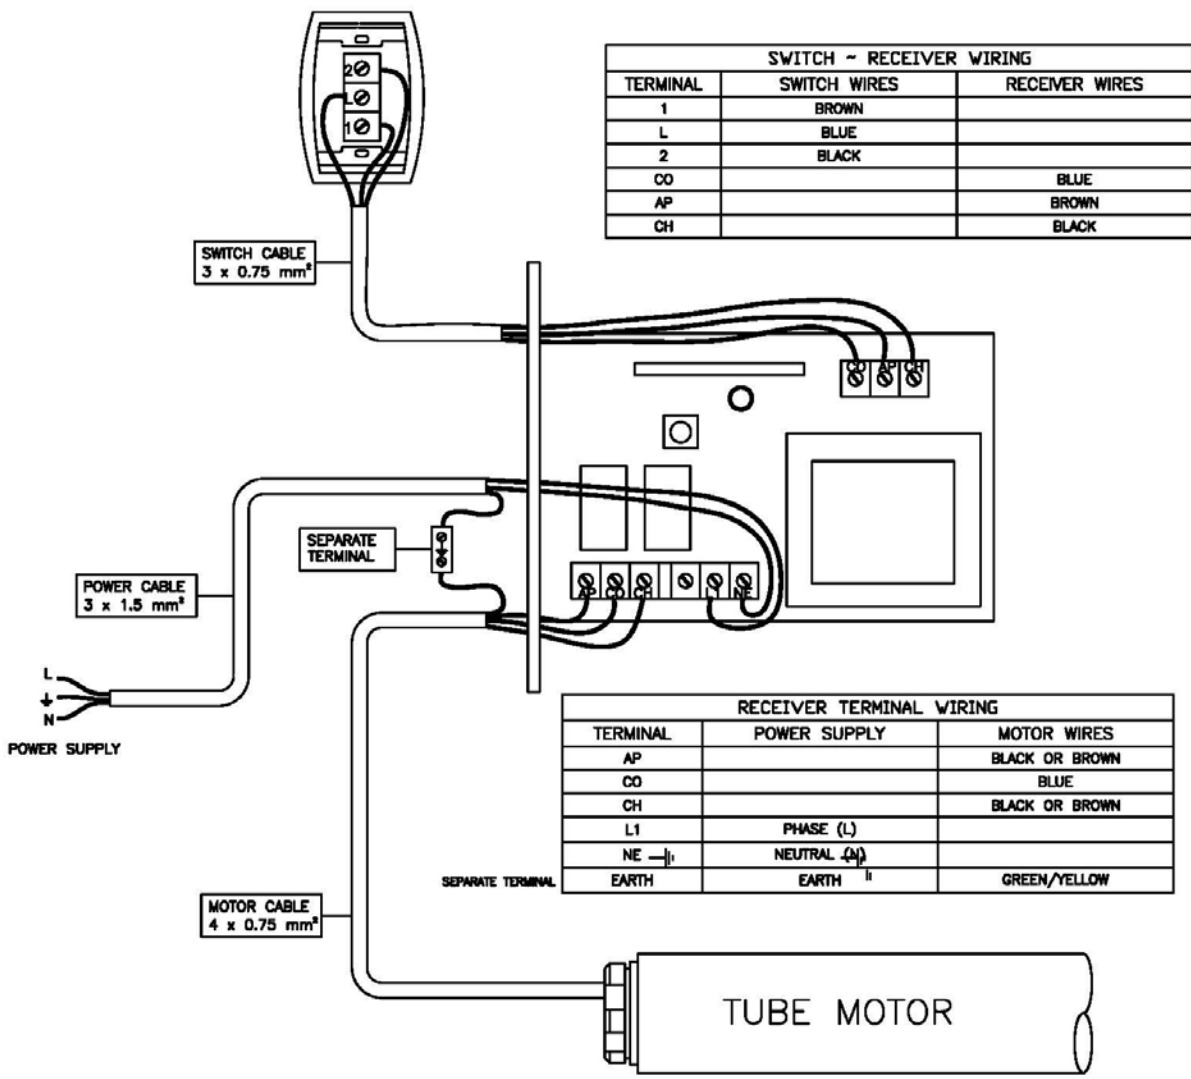 2
L
1
SWITCH ~ RECEIVER WIRING
TERMINAL SWITCH WIRES RECEIVER WIRES
1 BROWN
L BLUE
2 BLACK
CO BLUE
AP BROWN
CH BLACK
SWITCH CABLE
3 x 0.75 mm²
CO AP CH
SEPARATE
TERMINAL
POWER CABLE
3 x 1.5 mm²
AP CO CH L1 NE
L
N
POWER SUPPLY
RECEIVER TERMINAL WIRING
TERMINAL POWER SUPPLY MOTOR WIRES
AP BLACK OR BROWN
CO BLUE
CH BLACK OR BROWN
L1 PHASE (L)
NE NEUTRAL (N)
SEPARATE TERMINAL EARTH EARTH GREEN/YELLOW
MOTOR CABLE
4 x 0.75 mm²
TUBE MOTOR